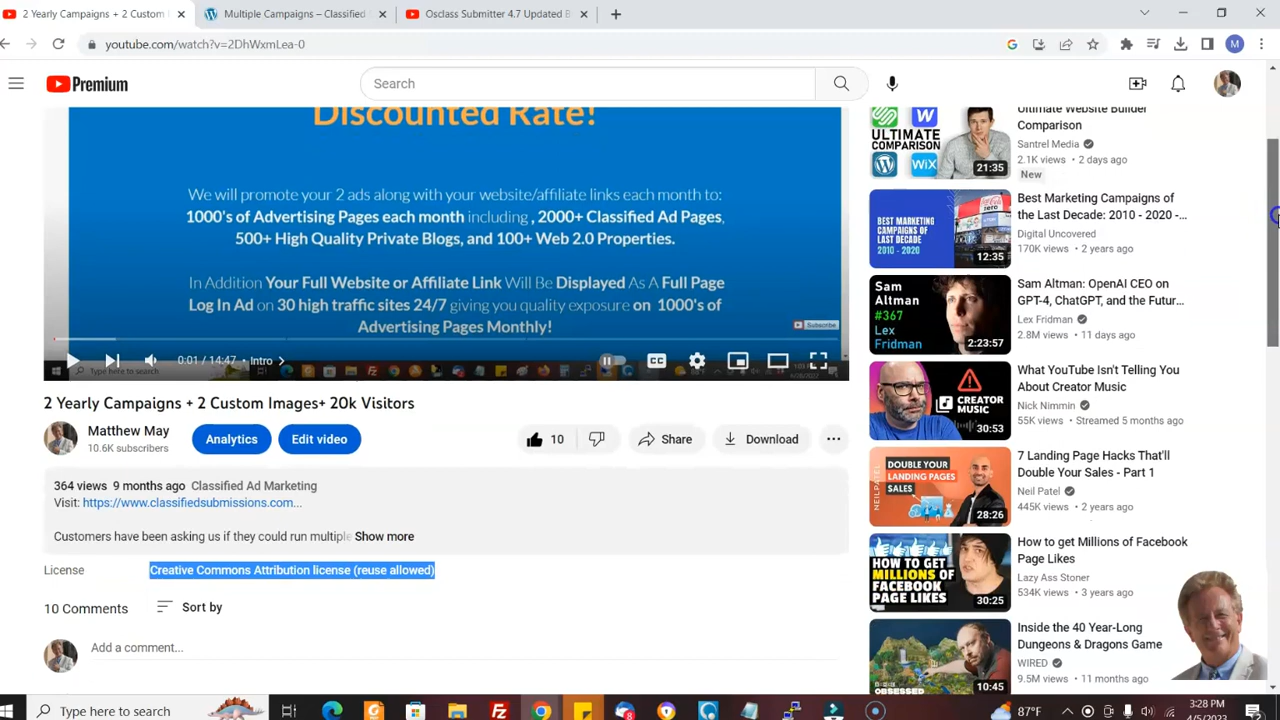 2 Yearly Campaigns + 2 Custom
Multiple Campaigns – Classified
Osclass Submitter 4.7 Updated
youtube.com/watch?v=2DhWxmLea-0
M
Premium
Search
Discounted Rate!
We will promote your 2 ads along with your website/affiliate links each month to:
1000's of Advertising Pages each month including , 2000+ Classified Ad Pages,
500+ High Quality Private Blogs, and 100+ Web 2.0 Properties.
In Addition Your Full Website or Affiliate Link Will be Displayed As A Full Page
Log In Ad on 30 high traffic sites 24/7 giving you quality exposure on 1000's of
Advertising Pages Monthly!
Subscribe
0:01 / 14:47 • Intro
CC
Type here to search
2 Yearly Campaigns + 2 Custom Images+ 20k Visitors
Matthew May
10.6K subscribers
Analytics
Edit video
10
Share
Download
364 views 9 months ago Classified Ad Marketing
Visit: https://www.classifiedsubmissions.com...
Customers have been asking us if they could run multiple Show more
License
Creative Commons Attribution license (reuse allowed)
10 Comments
Sort by
Add a comment...
ULTIMATE
COMPARISON
WiX
21:35
Ultimate Website Builder
Comparison
Santrel Media
2.1K views • 2 days ago
New
BEST MARKETING
CAMPAIGNS OF
THE LAST DECADE
2010 - 2020
12:35
Best Marketing Campaigns of
the Last Decade: 2010 - 2020 -...
Digital Uncovered
170K views • 2 years ago
Sam
Altman
#367
Lex
Fridman
2:23:57
Sam Altman: OpenAI CEO on
GPT-4, ChatGPT, and the Futur...
Lex Fridman
2.8M views • 11 days ago
CREATOR
MUSIC
30:53
What YouTube Isn't Telling You
About Creator Music
Nick Nimmin
55K views • Streamed 5 months ago
DOUBLE YOUR
LANDING PAGES
SALES
NEILPATEL
28:26
7 Landing Page Hacks That'll
Double Your Sales - Part 1
Neil Patel
445K views • 2 years ago
HOW TO GET
MILLIONS OF
FACEBOOK
PAGE LIKES
30:25
How to get Millions of Facebook
Page Likes
Lazy Ass Stoner
534K views • 3 years ago
OBSESSED
10:45
Inside the 40 Year-Long
Dungeons & Dragons Game
WIRED
9.5M views • 11 months ago
Type here to search
87°F
3:28 PM
4/5/2023